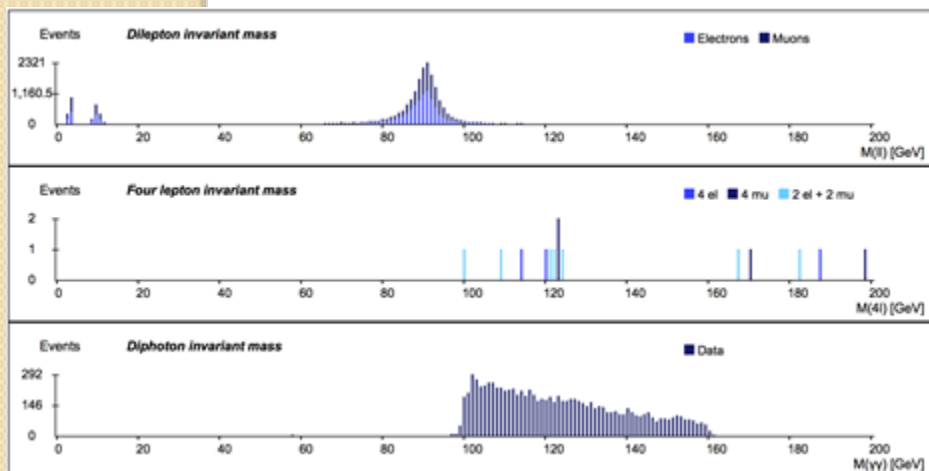 Events Dilepton invariant mass Electrons Muons
2321
1,160.5
0
0 20 40 60 80 100 120 140 160 180 200
M(ll) [GeV]
Events Four lepton invariant mass 4 el 4 mu 2 el + 2 mu
2
1
0
0 20 40 60 80 100 120 140 160 180 200
M(4l) [GeV]
Events Diphoton invariant mass Data
292
146
0
0 20 40 60 80 100 120 140 160 180 200
M(γγ) [GeV]